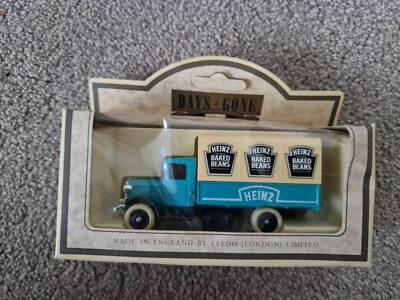 DAYS-GONE
HEINZ BAKED BEANS
HEINZ BAKED BEANS
HEINZ BAKED BEANS
HEINZ
MADE IN ENGLAND BY LLEDO (LONDON) LIMITED